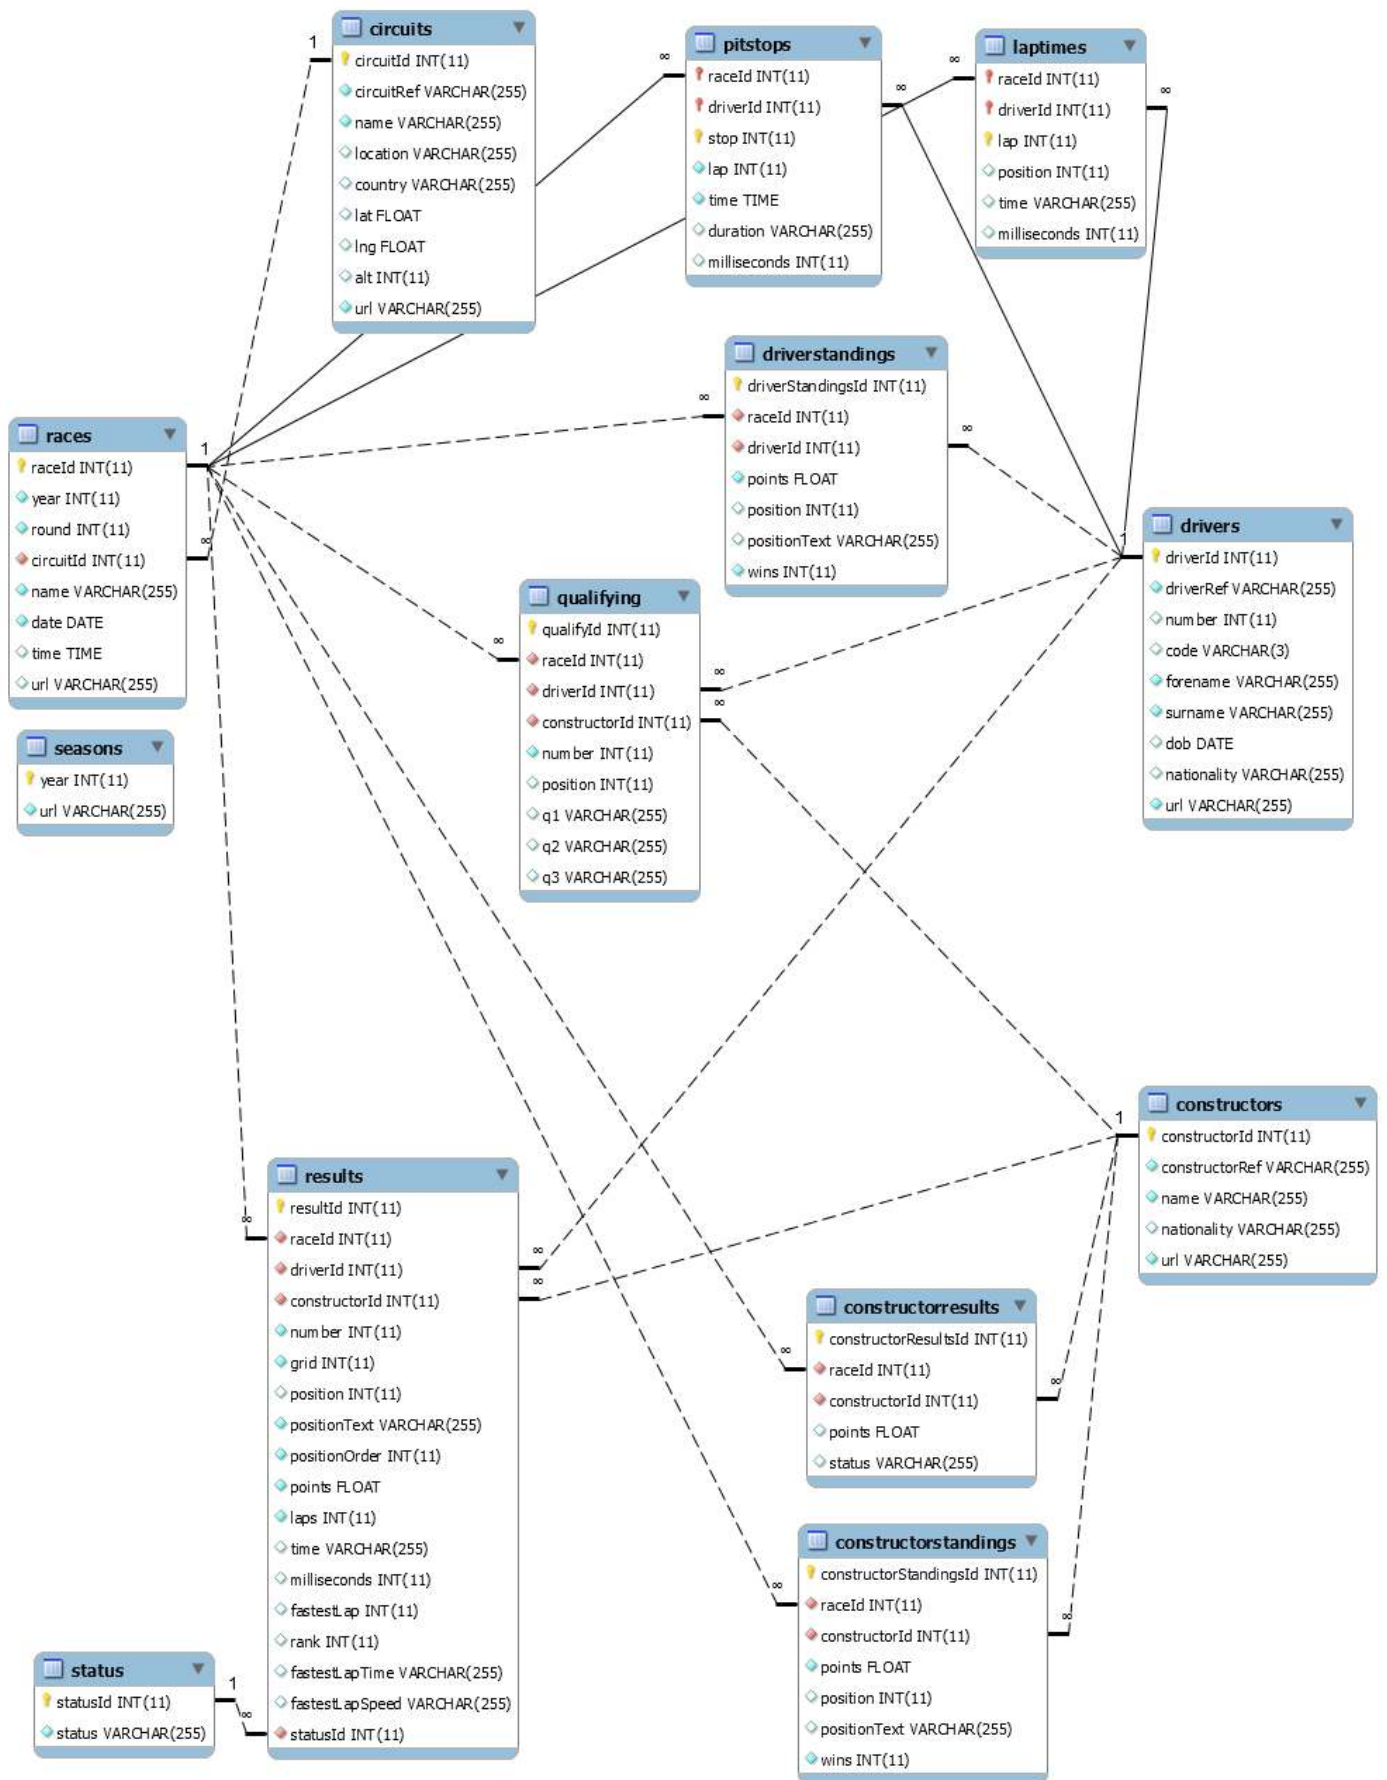 circuits
circuitId INT(11)
circuitRef VARCHAR(255)
name VARCHAR(255)
location VARCHAR(255)
country VARCHAR(255)
lat FLOAT
lng FLOAT
alt INT(11)
url VARCHAR(255)
pitstops
raceId INT(11)
driverId INT(11)
stop INT(11)
lap INT(11)
time TIME
duration VARCHAR(255)
milliseconds INT(11)
laptimes
raceId INT(11)
driverId INT(11)
lap INT(11)
position INT(11)
time VARCHAR(255)
milliseconds INT(11)
driverstandings
driverStandingsId INT(11)
raceId INT(11)
driverId INT(11)
points FLOAT
position INT(11)
positionText VARCHAR(255)
wins INT(11)
races
raceId INT(11)
year INT(11)
round INT(11)
circuitId INT(11)
name VARCHAR(255)
date DATE
time TIME
url VARCHAR(255)
drivers
driverId INT(11)
driverRef VARCHAR(255)
number INT(11)
code VARCHAR(3)
forename VARCHAR(255)
surname VARCHAR(255)
dob DATE
nationality VARCHAR(255)
url VARCHAR(255)
qualifying
qualifyId INT(11)
raceId INT(11)
driverId INT(11)
constructorId INT(11)
number INT(11)
position INT(11)
q1 VARCHAR(255)
q2 VARCHAR(255)
q3 VARCHAR(255)
seasons
year INT(11)
url VARCHAR(255)
constructors
constructorId INT(11)
constructorRef VARCHAR(255)
name VARCHAR(255)
nationality VARCHAR(255)
url VARCHAR(255)
results
resultId INT(11)
raceId INT(11)
driverId INT(11)
constructorId INT(11)
number INT(11)
grid INT(11)
position INT(11)
positionText VARCHAR(255)
positionOrder INT(11)
points FLOAT
laps INT(11)
time VARCHAR(255)
milliseconds INT(11)
fastestLap INT(11)
rank INT(11)
fastestLapTime VARCHAR(255)
fastestLapSpeed VARCHAR(255)
statusId INT(11)
constructorresults
constructorResultsId INT(11)
raceId INT(11)
constructorId INT(11)
points FLOAT
status VARCHAR(255)
constructorstandings
constructorStandingsId INT(11)
raceId INT(11)
constructorId INT(11)
points FLOAT
position INT(11)
positionText VARCHAR(255)
wins INT(11)
status
statusId INT(11)
status VARCHAR(255)
1
∞
∞
∞
∞
1
∞
∞
∞
1
∞
∞
∞
1
∞
∞
∞
∞
∞
∞
∞
1
∞